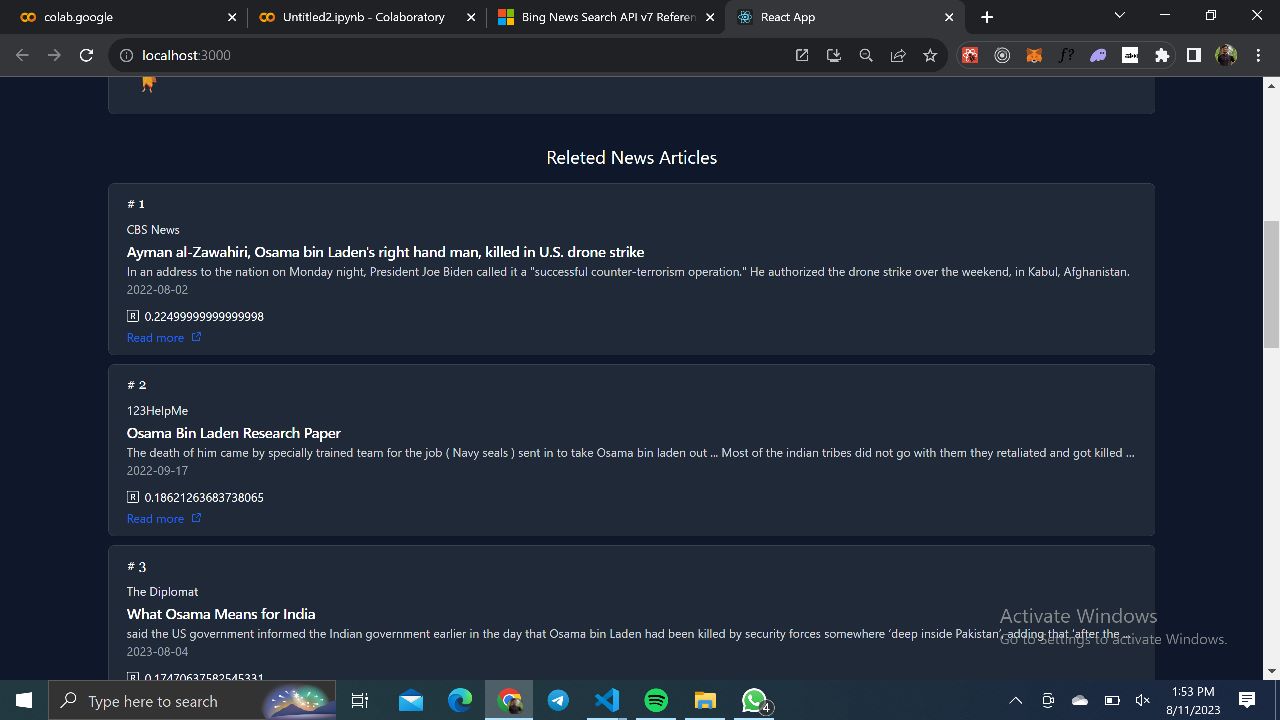 colab.google
Untitled2.ipynb - Colaboratory
Bing News Search API v7 Referen
React App
localhost:3000
f?
Releted News Articles
# 1
CBS News
Ayman al-Zawahiri, Osama bin Laden's right hand man, killed in U.S. drone strike
In an address to the nation on Monday night, President Joe Biden called it a "successful counter-terrorism operation." He authorized the drone strike over the weekend, in Kabul, Afghanistan.
2022-08-02
R 0.22499999999999998
Read more
# 2
123HelpMe
Osama Bin Laden Research Paper
The death of him came by specially trained team for the job ( Navy seals ) sent in to take Osama bin laden out ... Most of the indian tribes did not go with them they retaliated and got killed ...
2022-09-17
R 0.18621263683738065
Read more
# 3
The Diplomat
What Osama Means for India
said the US government informed the Indian government earlier in the day that Osama bin Laden had been killed by security forces somewhere ‘deep inside Pakistan’, adding that ‘after the ...
2023-08-04
R 0.17470637582545331
Activate Windows
Go to Settings to activate Windows.
Type here to search
4
1:53 PM
8/11/2023